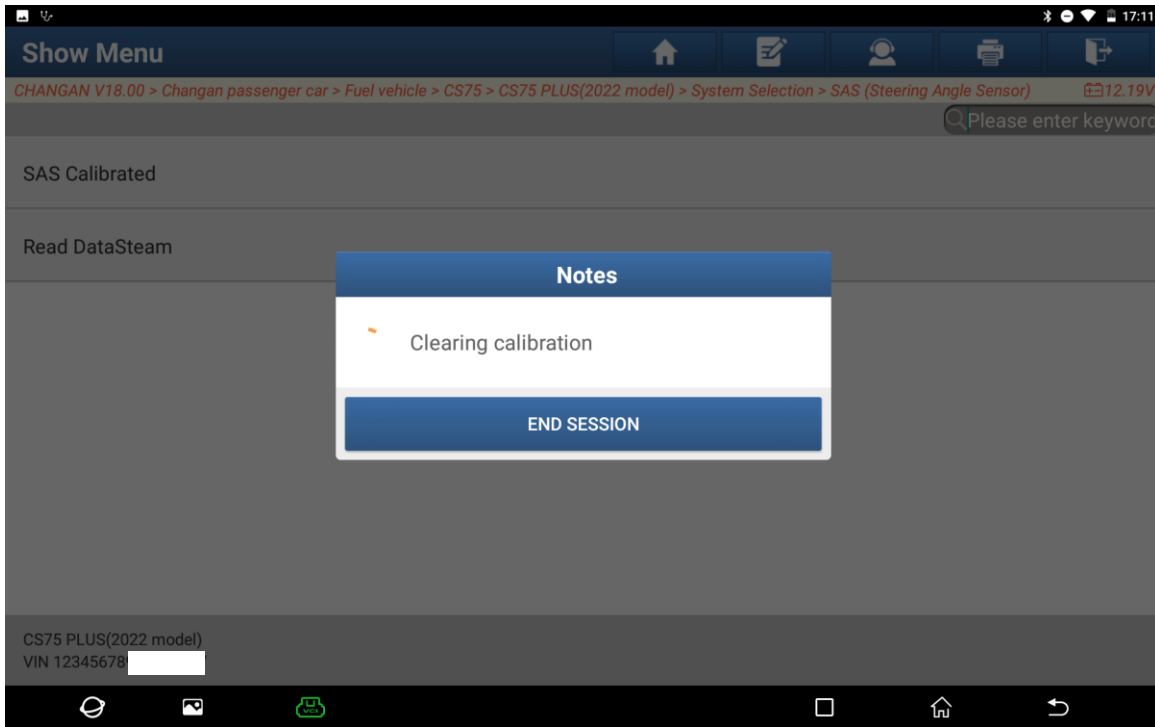 17:11
Show Menu
CHANGAN V18.00 > Changan passenger car > Fuel vehicle > CS75 > CS75 PLUS(2022 model) > System Selection > SAS (Steering Angle Sensor) 12.19V
Please enter keyword
SAS Calibrated
Read DataSteam
Notes
Clearing calibration
END SESSION
CS75 PLUS(2022 model)
VIN 12345678
VCI